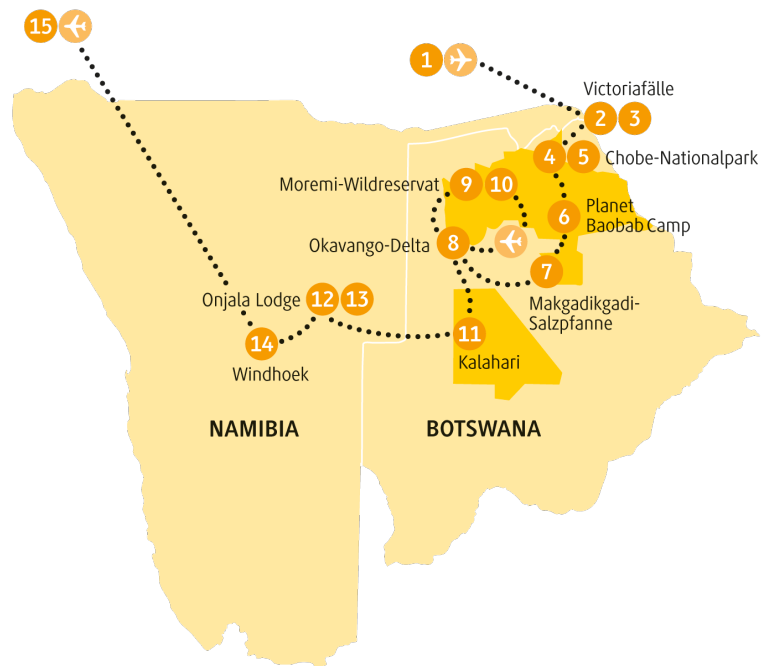 15
1
Victoriafälle
2 3
4 5 Chobe-Nationalpark
Moremi-Wildreservat 9 10
6 Planet
Baobab Camp
Okavango-Delta 8
7
Makgadikgadi-
Salzpfanne
Onjala Lodge 12 13
11
Kalahari
14
Windhoek
NAMIBIA
BOTSWANA